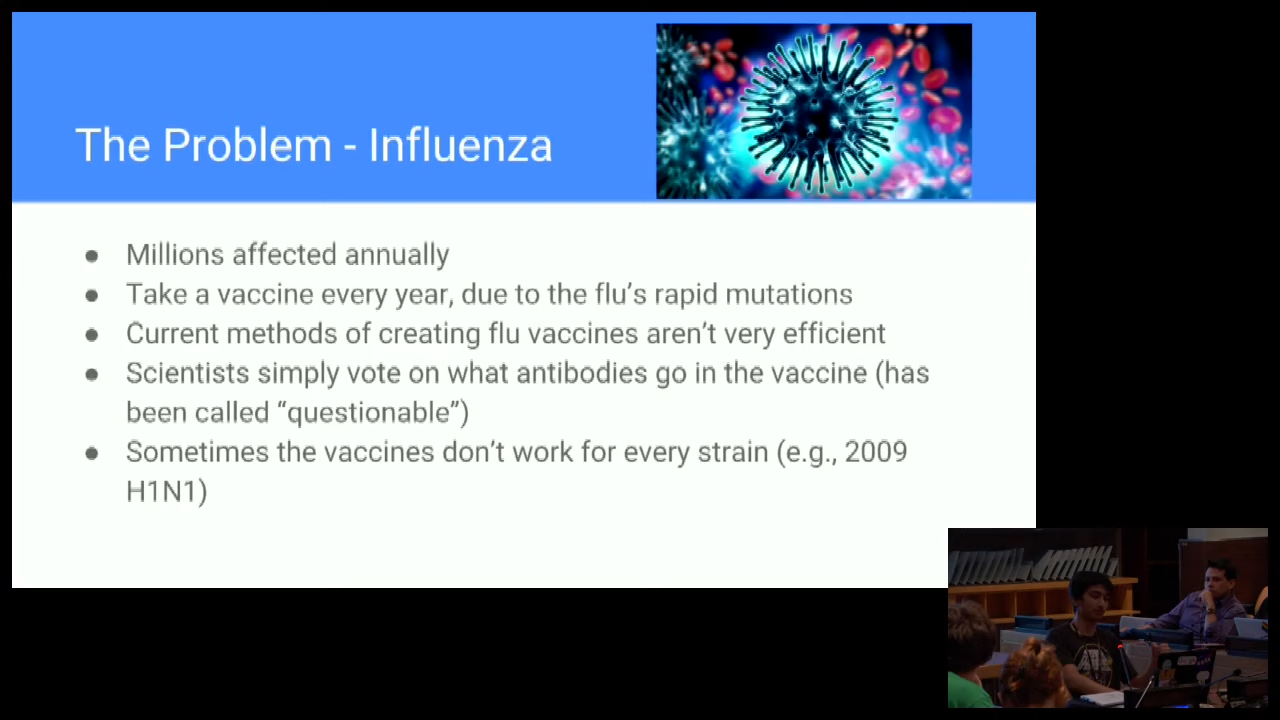 The Problem - Influenza
● Millions affected annually
● Take a vaccine every year, due to the flu's rapid mutations
● Current methods of creating flu vaccines aren't very efficient
● Scientists simply vote on what antibodies go in the vaccine (has
been called “questionable”)
● Sometimes the vaccines don't work for every strain (e.g., 2009
H1N1)